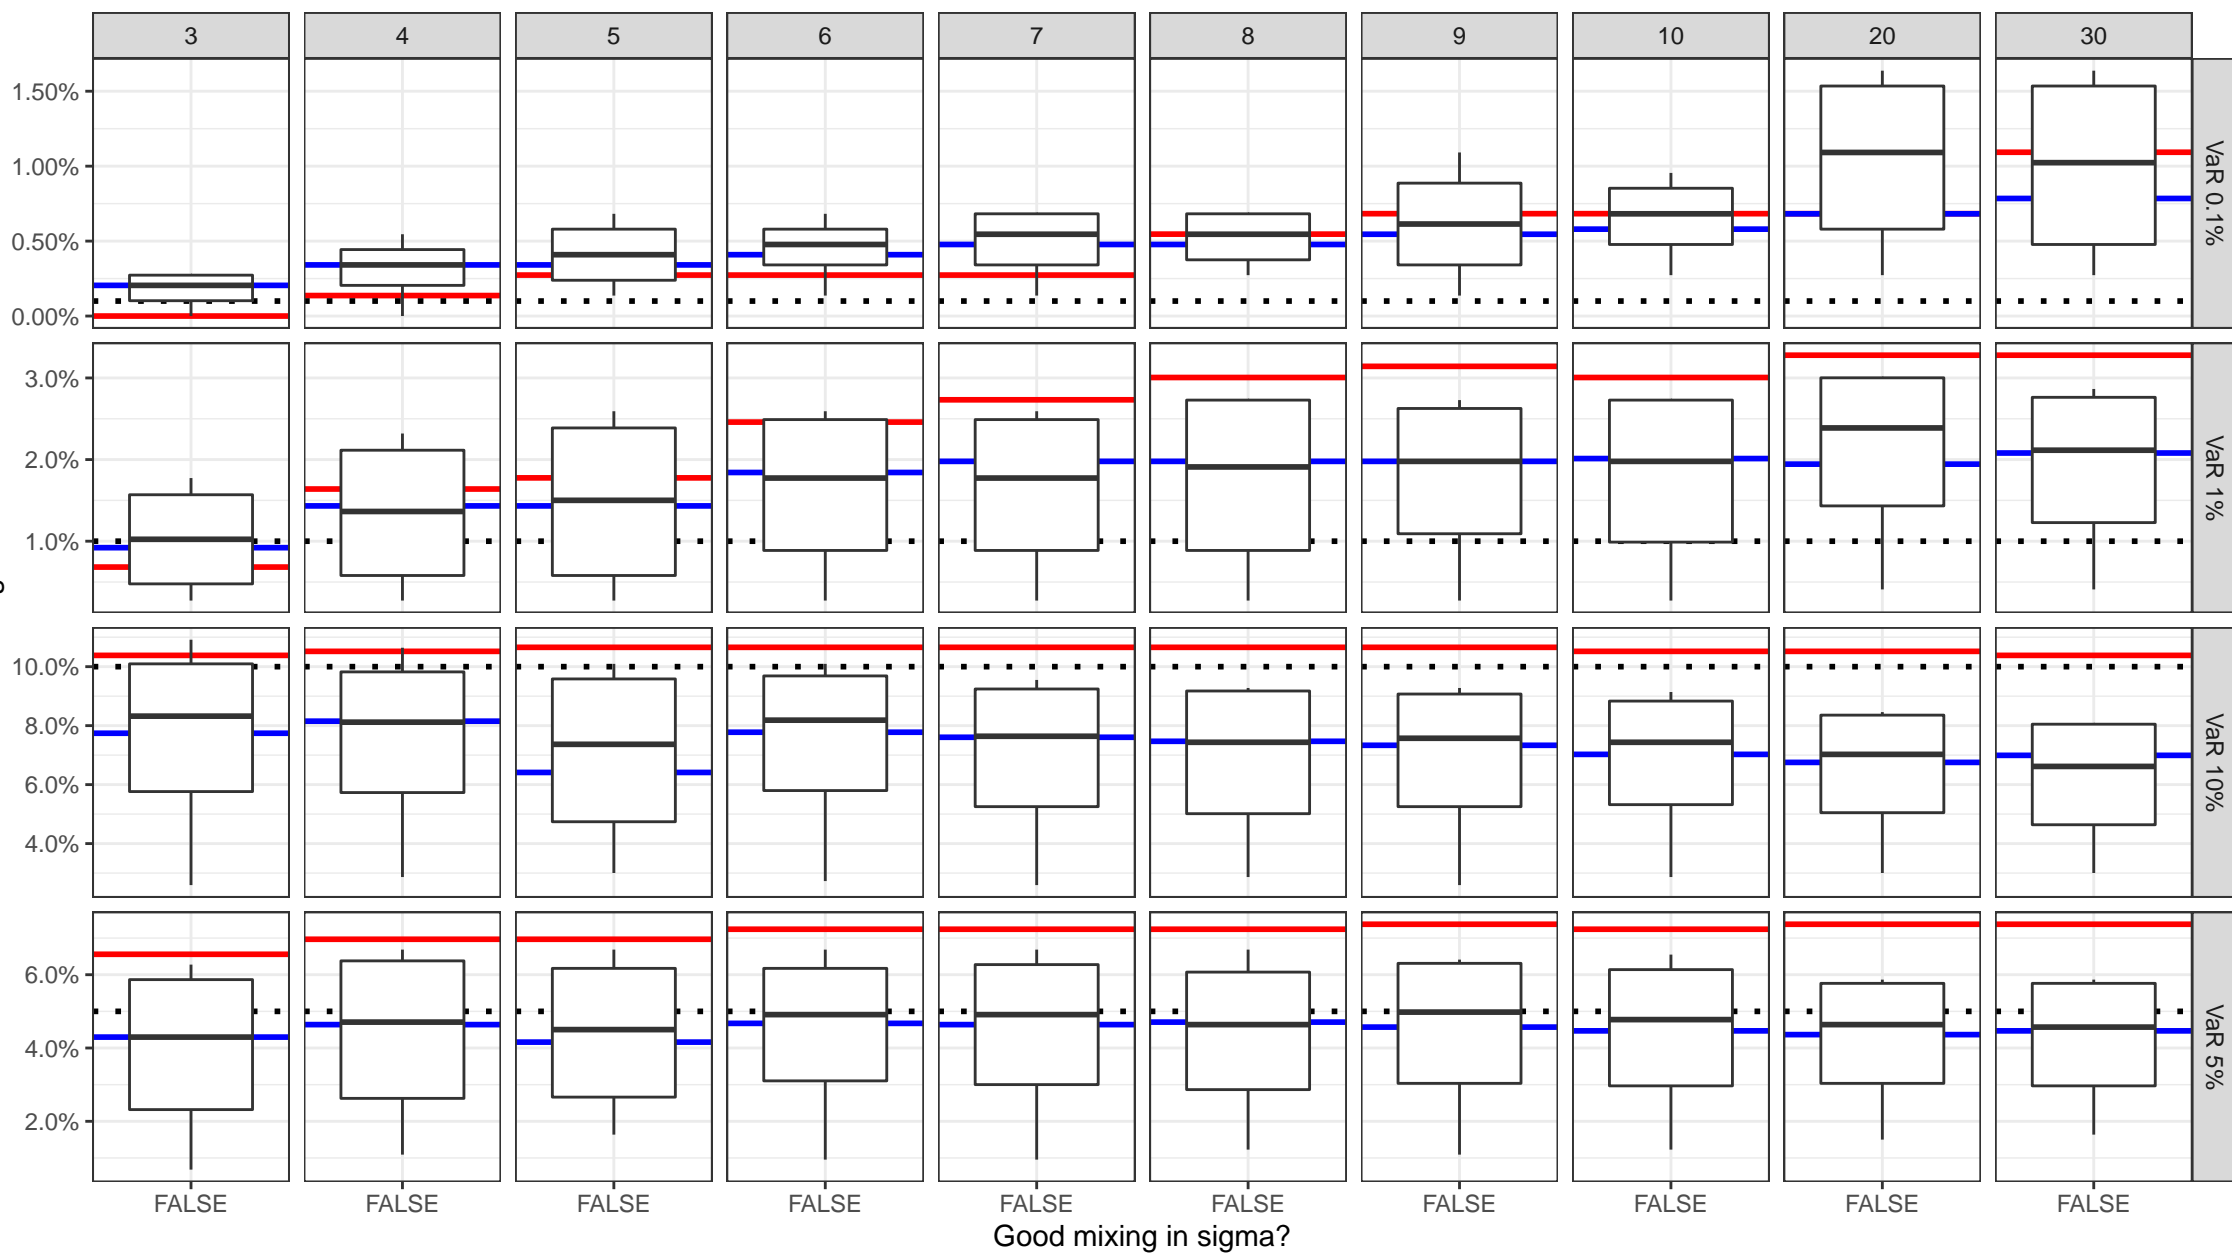 3 4 5 6 7 8 9 10 20 30
1.50%
1.00%
0.50%
0.00%
VaR 0.1%
3.0%
2.0%
1.0%
VaR 1%
10.0%
8.0%
6.0%
4.0%
VaR 10%
6.0%
4.0%
2.0%
VaR 5%
FALSE FALSE FALSE FALSE FALSE FALSE FALSE FALSE FALSE FALSE
Good mixing in sigma?